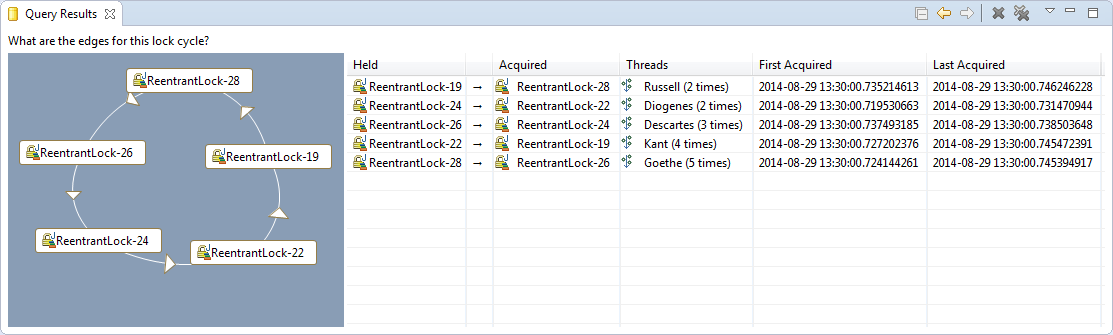 Query Results
What are the edges for this lock cycle?
ReentrantLock-28
ReentrantLock-26
ReentrantLock-19
ReentrantLock-24
ReentrantLock-22
Held Acquired Threads First Acquired Last Acquired
ReentrantLock-19 → ReentrantLock-28 Russell (2 times) 2014-08-29 13:30:00.735214613 2014-08-29 13:30:00.746246228
ReentrantLock-24 → ReentrantLock-22 Diogenes (2 times) 2014-08-29 13:30:00.719530663 2014-08-29 13:30:00.731470944
ReentrantLock-26 → ReentrantLock-24 Descartes (3 times) 2014-08-29 13:30:00.737493185 2014-08-29 13:30:00.738503648
ReentrantLock-22 → ReentrantLock-19 Kant (4 times) 2014-08-29 13:30:00.727202376 2014-08-29 13:30:00.745472391
ReentrantLock-28 → ReentrantLock-26 Goethe (5 times) 2014-08-29 13:30:00.724144261 2014-08-29 13:30:00.745394917